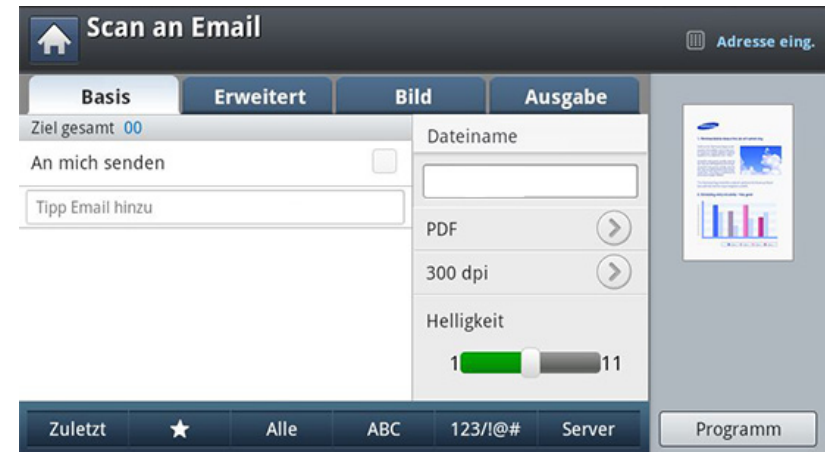 Scan an Email
Adresse eing.
Basis
Erweitert
Bild
Ausgabe
Ziel gesamt 00
An mich senden
Tipp Email hinzu
Dateiname
PDF
300 dpi
Helligkeit
1
11
Zuletzt
★
Alle
ABC
123/!@#
Server
Programm